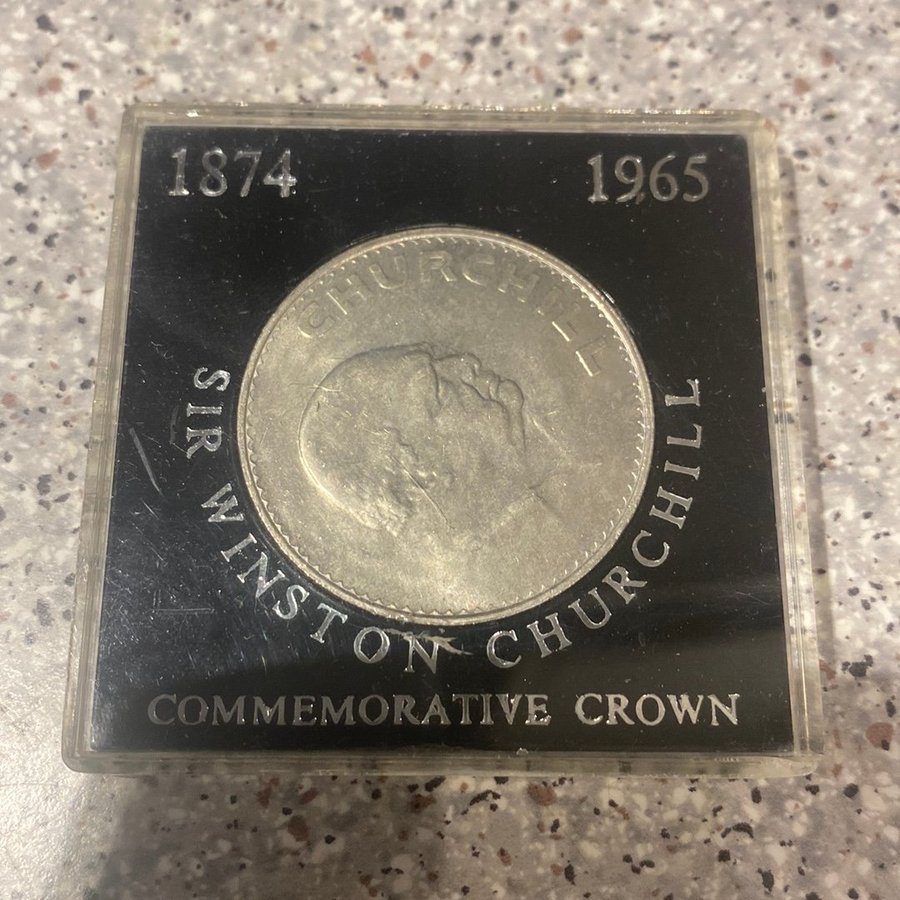 1874 1965
CHURCHILL
SIR WINSTON CHURCHILL
COMMEMORATIVE CROWN